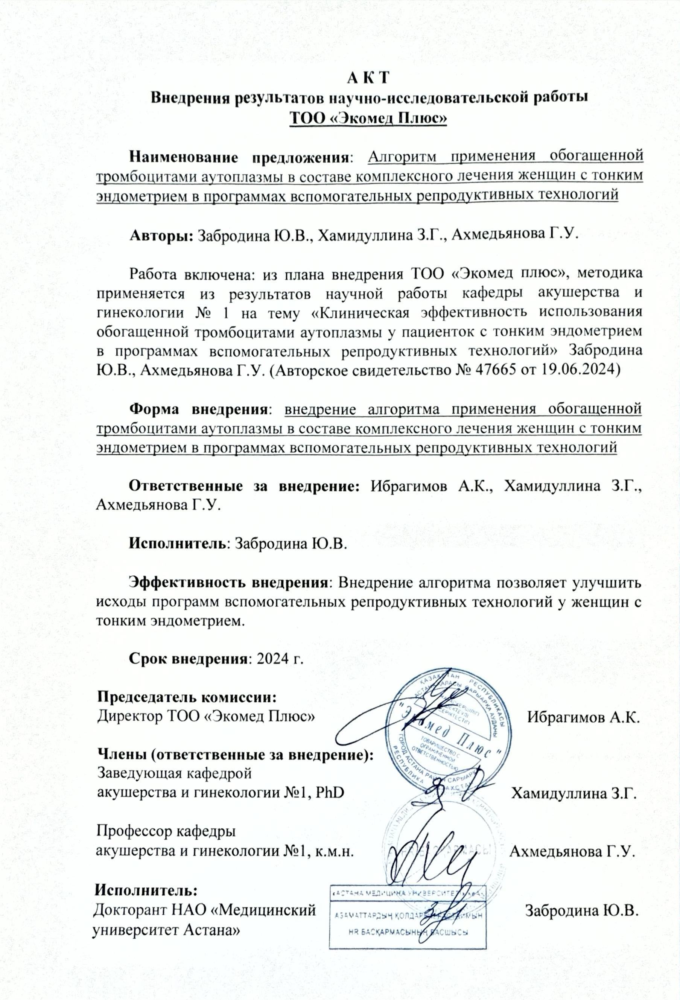 А К Т
Внедрения результатов научно-исследовательской работы
ТОО «Экомед Плюс»
Наименование предложения: Алгоритм применения обогащенной
тромбоцитами аутоплазмы в составе комплексного лечения женщин с тонким
эндометрием в программах вспомогательных репродуктивных технологий
Авторы: Забродина Ю.В., Хамидуллина З.Г., Ахмедьянова Г.У.
Работа включена: из плана внедрения ТОО «Экомед плюс», методика
применяется из результатов научной работы кафедры акушерства и
гинекологии № 1 на тему «Клиническая эффективность использования
обогащенной тромбоцитами аутоплазмы у пациенток с тонким эндометрием
в программах вспомогательных репродуктивных технологий» Забродина
Ю.В., Ахмедьянова Г.У. (Авторское свидетельство № 47665 от 19.06.2024)
Форма внедрения: внедрение алгоритма применения обогащенной
тромбоцитами аутоплазмы в составе комплексного лечения женщин с тонким
эндометрием в программах вспомогательных репродуктивных технологий
Ответственные за внедрение: Ибрагимов А.К., Хамидуллина З.Г.,
Ахмедьянова Г.У.
Исполнитель: Забродина Ю.В.
Эффективность внедрения: Внедрение алгоритма позволяет улучшить
исходы программ вспомогательных репродуктивных технологий у женщин с
тонким эндометрием.
Срок внедрения: 2024 г.
Председатель комиссии:
Директор ТОО «Экомед Плюс» Ибрагимов А.К.
ҚАЗАҚСТАН РЕСПУБЛИКАСЫ
АСТАНА ҚАЛАСЫ САРЫАРҚА АУДАНЫ
"Экомед Плюс"
ТОВАРИЩЕСТВО С
ОГРАНИЧЕННОЙ
ОТВЕТСТВЕННОСТЬЮ
ГОРОД АСТАНА РАЙОН САРЫАРКА
РЕСПУБЛИКА КАЗАХСТАН
Члены (ответственные за внедрение):
Заведующая кафедрой
акушерства и гинекологии №1, PhD Хамидуллина З.Г.
Профессор кафедры
акушерства и гинекологии №1, к.м.н. Ахмедьянова Г.У.
HR БАСҚАРМАСЫ
Исполнитель:
Докторант НАО «Медицинский Забродина Ю.В.
университет Астана»
«АСТАНА МЕДИЦИНА УНИВЕРСИТЕТІ»
АЗАМАТТАРДЫҢ
HR БАСҚАРМАСЫНЫҢ БАСШЫСЫ